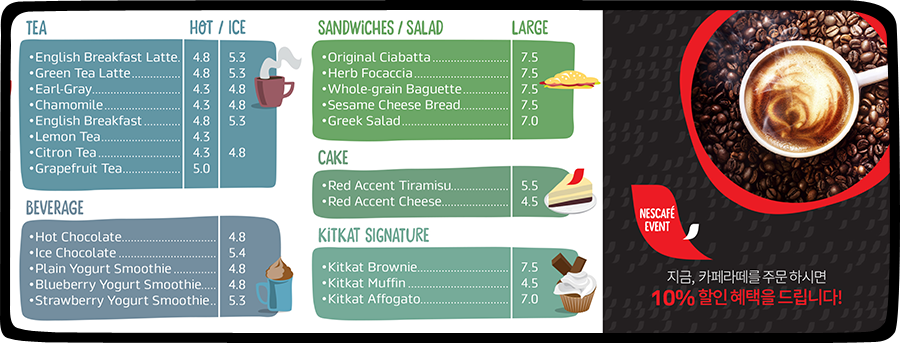 TEA HOT / ICE
•English Breakfast Latte. 4.8 5.3
•Green Tea Latte 4.8 5.3
•Earl-Gray 4.3 4.8
•Chamomile 4.3 4.8
•English Breakfast 4.8 5.3
•Lemon Tea 4.3
•Citron Tea 4.3 4.8
•Grapefruit Tea 5.0
BEVERAGE
•Hot Chocolate 4.8
•Ice Chocolate 5.4
•Plain Yogurt Smoothie 4.8
•Blueberry Yogurt Smoothie 4.8
•Strawberry Yogurt Smoothie 5.3
SANDWiCHES / SALAD LARGE
•Original Ciabatta 7.5
•Herb Focaccia 7.5
•Whole-grain Baguette 7.5
•Sesame Cheese Bread 7.5
•Greek Salad 7.0
CAKE
•Red Accent Tiramisu 5.5
•Red Accent Cheese 4.5
KiTKAT SIGNATURE
•Kitkat Brownie 7.5
•Kitkat Muffin 4.5
•Kitkat Affogato 7.0
NESCAFÉ
EVENT
지금, 카페라떼를 주문 하시면
10% 할인 혜택을 드립니다!